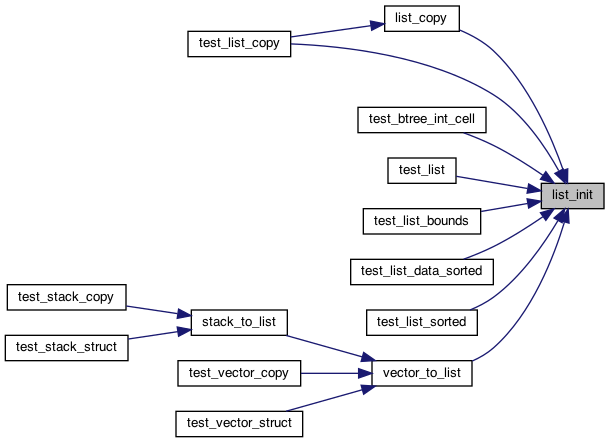 list_copy
test_list_copy
test_btree_int_cell
test_list
list_init
test_list_bounds
test_list_data_sorted
test_stack_copy
stack_to_list
test_list_sorted
test_stack_struct
test_vector_copy
vector_to_list
test_vector_struct